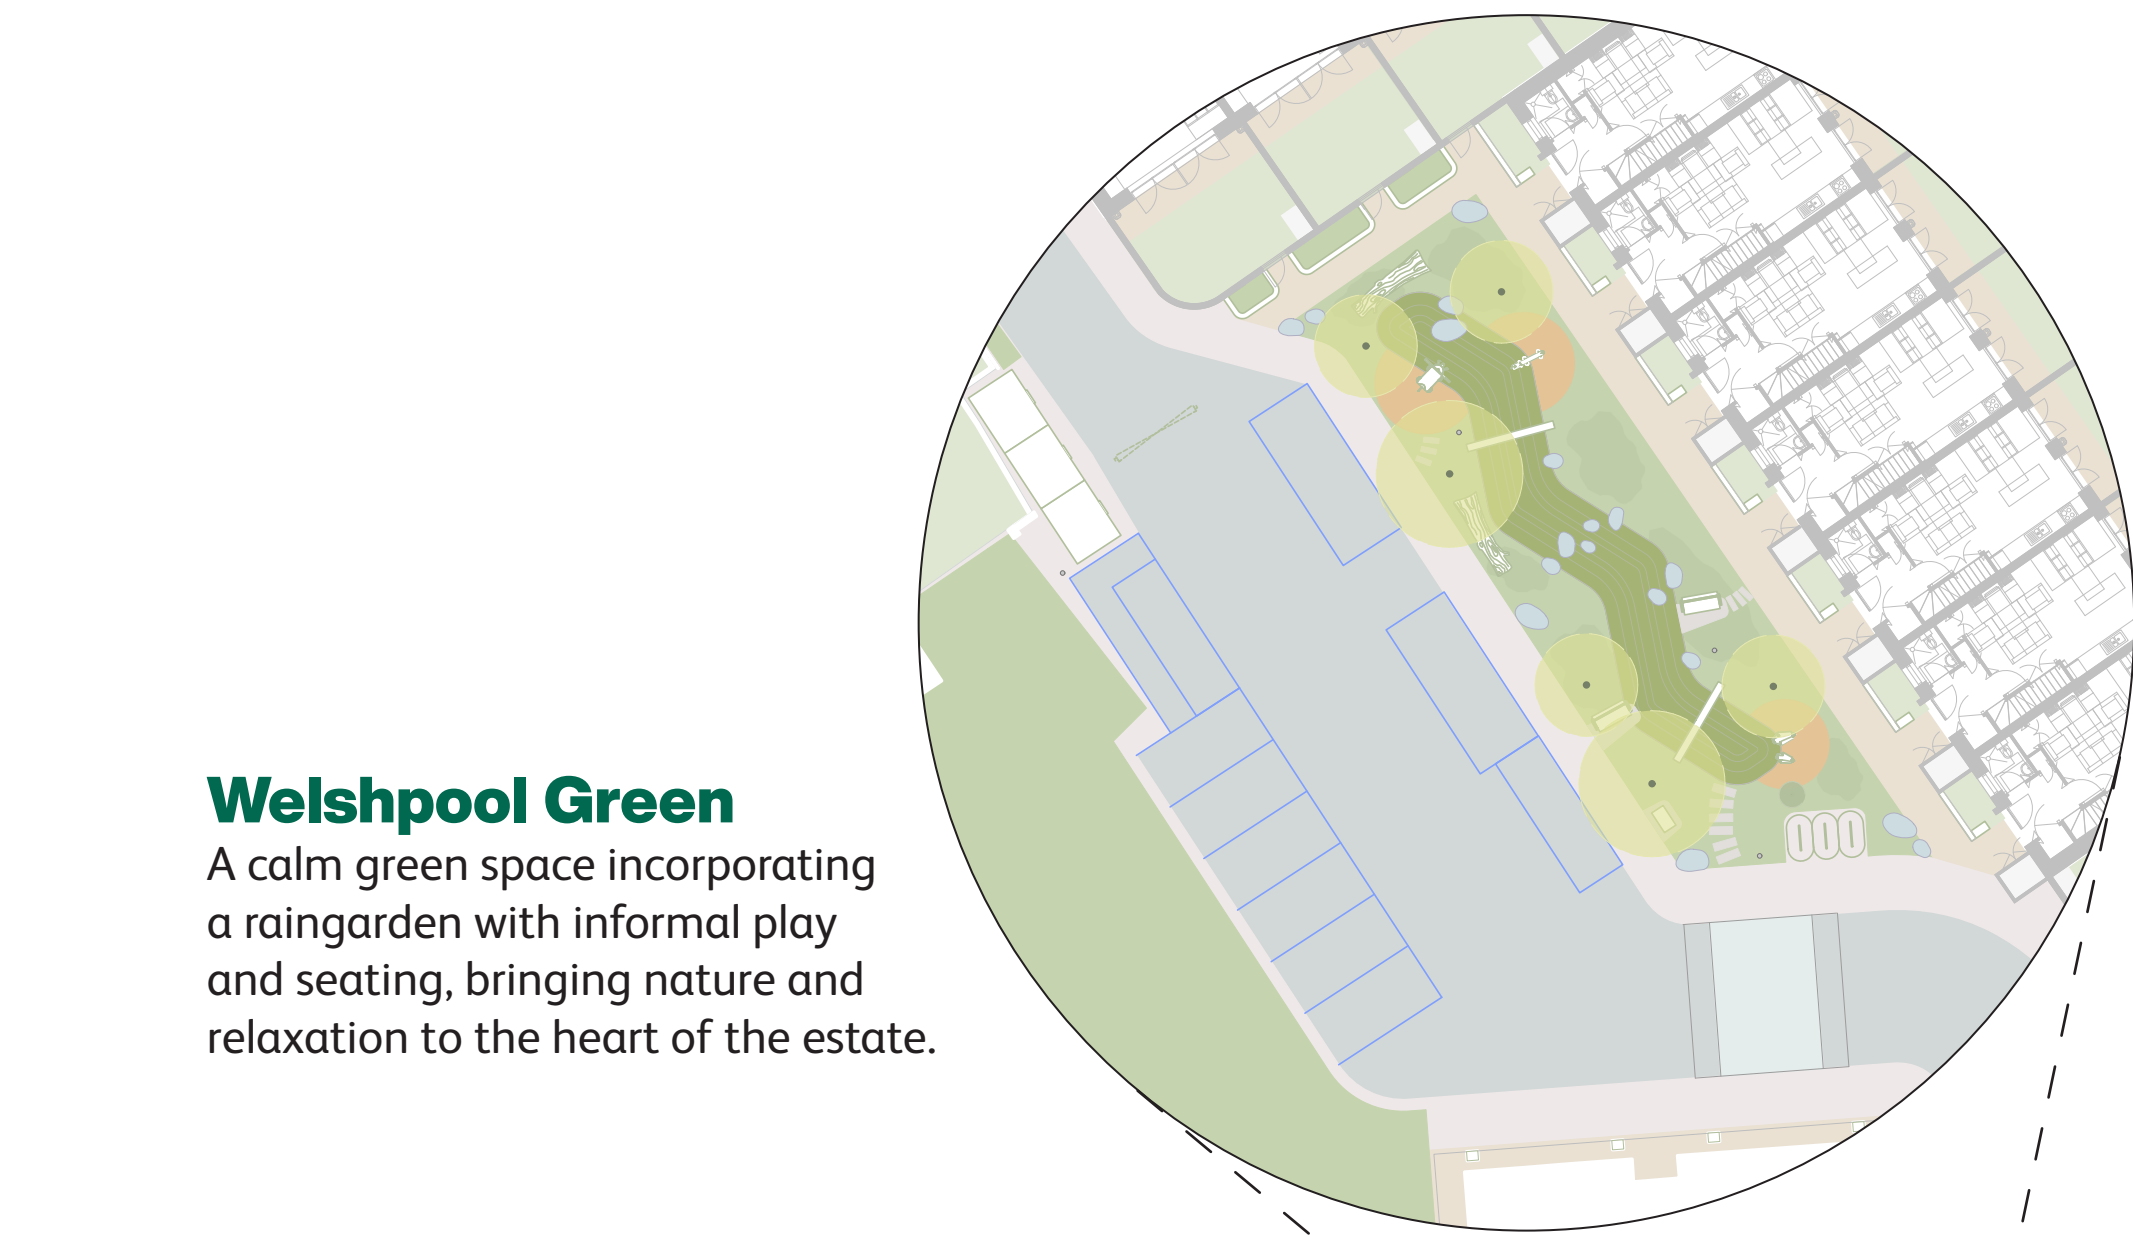 Welshpool Green
A calm green space incorporating
a raingarden with informal play
and seating, bringing nature and
relaxation to the heart of the estate.